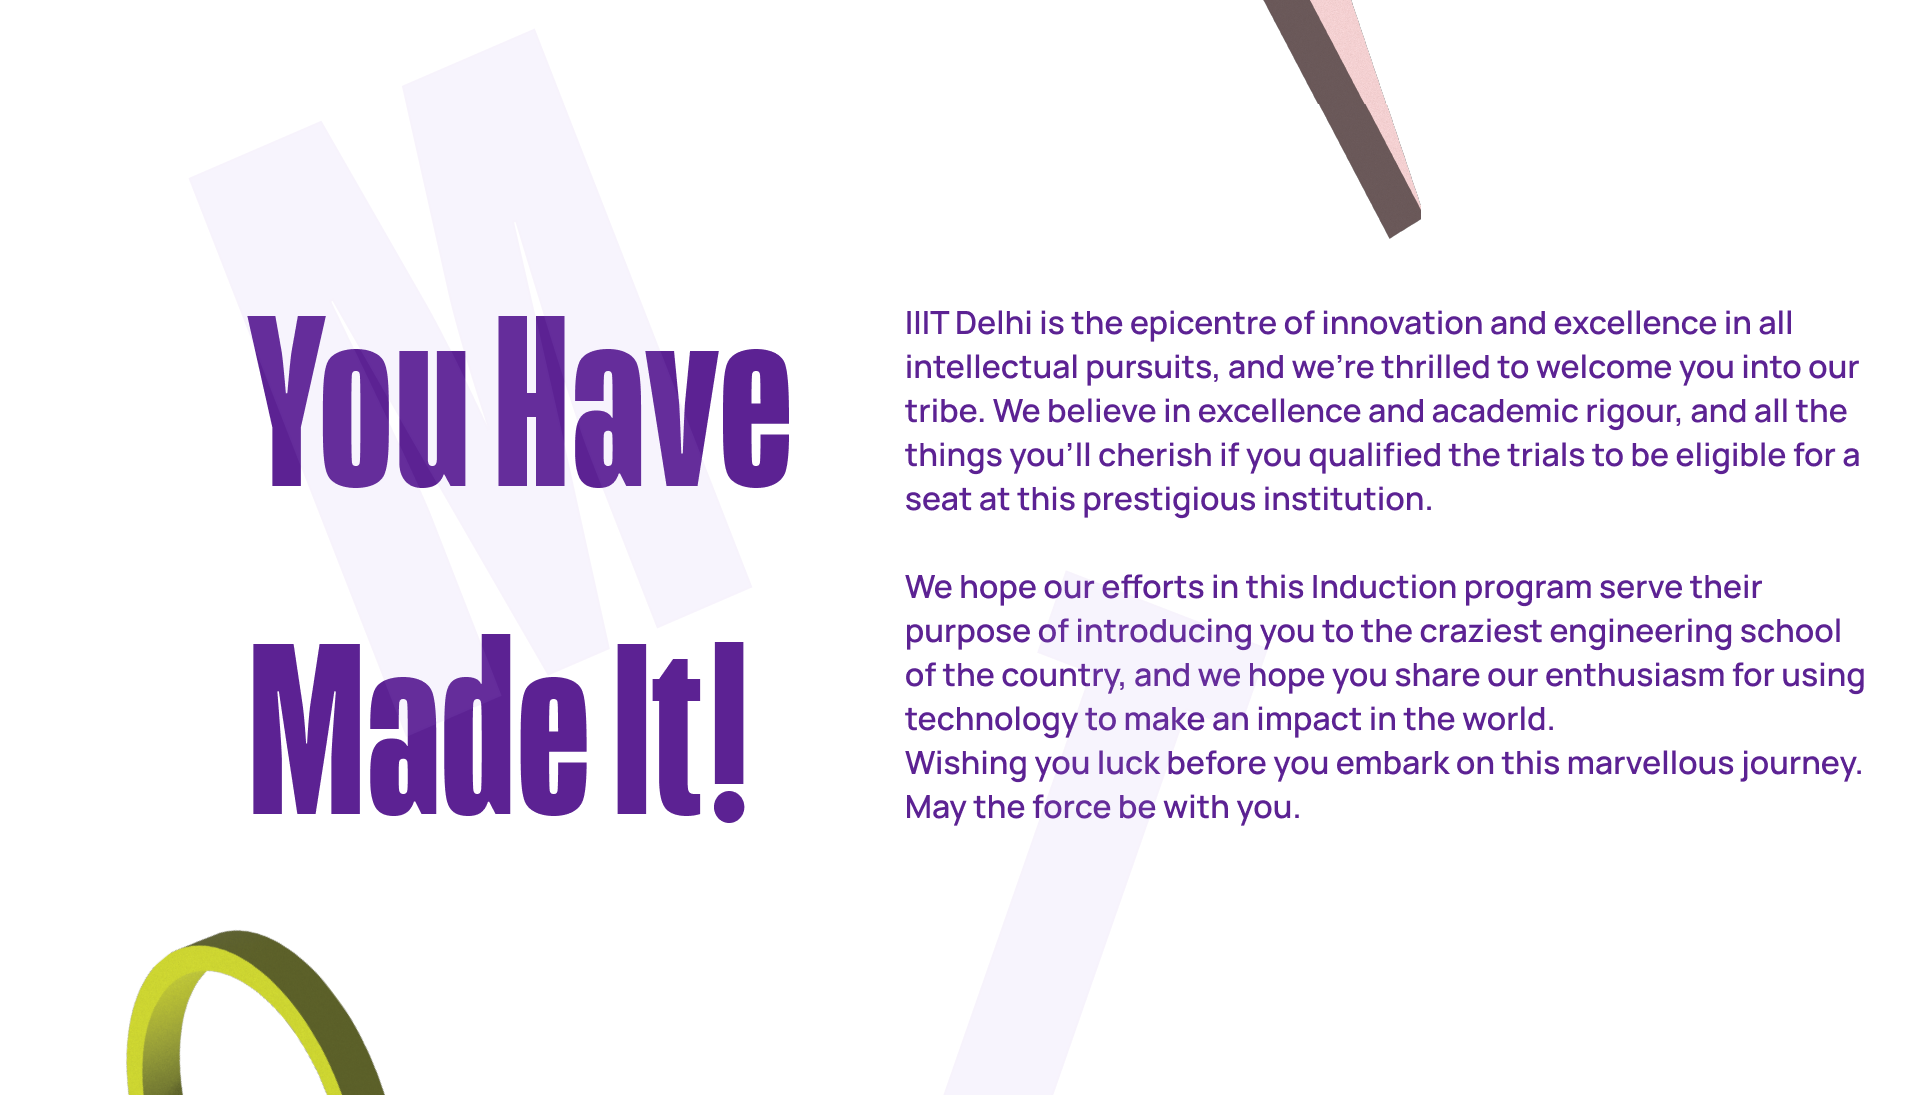 You Have
Made It!
IIIT Delhi is the epicentre of innovation and excellence in all
intellectual pursuits, and we’re thrilled to welcome you into our
tribe. We believe in excellence and academic rigour, and all the
things you’ll cherish if you qualified the trials to be eligible for a
seat at this prestigious institution.
We hope our efforts in this Induction program serve their
purpose of introducing you to the craziest engineering school
of the country, and we hope you share our enthusiasm for using
technology to make an impact in the world.
Wishing you luck before you embark on this marvellous journey.
May the force be with you.